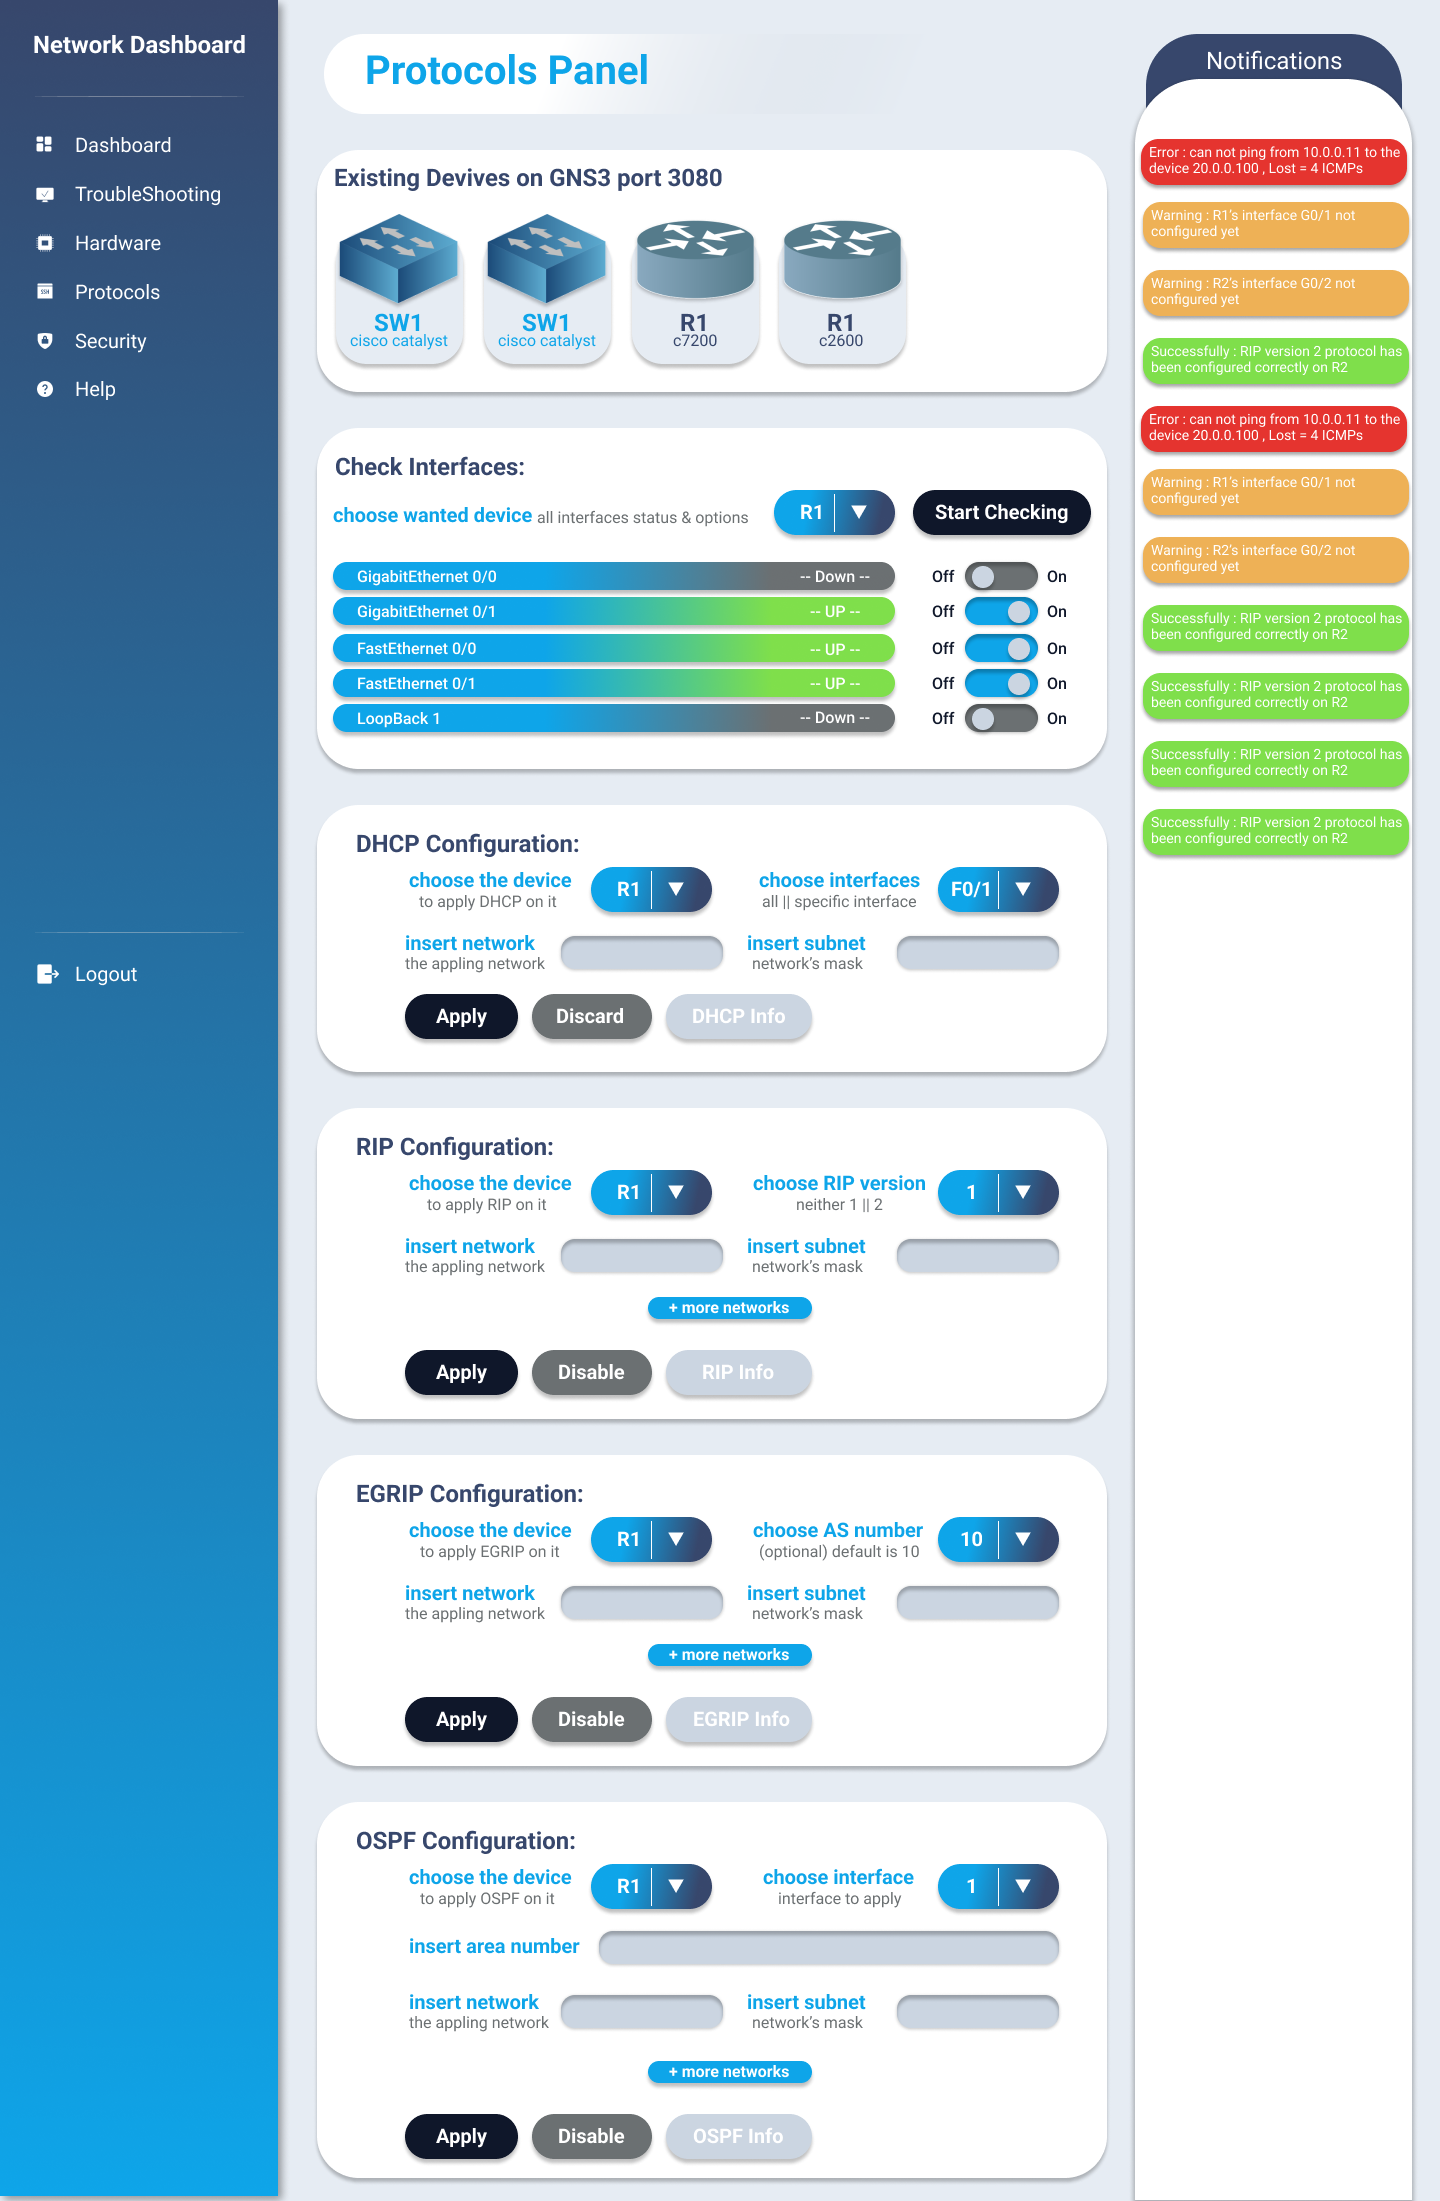 Network Dashboard
Dashboard
TroubleShooting
Hardware
SSH
Protocols
Security
Help
Logout
Protocols Panel
Existing Devives on GNS3 port 3080
SW1
cisco catalyst
SW1
cisco catalyst
R1
c7200
R1
c2600
Check Interfaces:
choose wanted device all interfaces status & options
R1
Start Checking
GigabitEthernet 0/0 -- Down -- Off On
GigabitEthernet 0/1 -- UP -- Off On
FastEthernet 0/0 -- UP -- Off On
FastEthernet 0/1 -- UP -- Off On
LoopBack 1 -- Down -- Off On
DHCP Configuration:
choose the device
to apply DHCP on it
R1
choose interfaces
all || specific interface
F0/1
insert network
the appling network
insert subnet
network's mask
Apply
Discard
DHCP Info
RIP Configuration:
choose the device
to apply RIP on it
R1
choose RIP version
neither 1 || 2
1
insert network
the appling network
insert subnet
network's mask
+ more networks
Apply
Disable
RIP Info
EGRIP Configuration:
choose the device
to apply EGRIP on it
R1
choose AS number
(optional) default is 10
10
insert network
the appling network
insert subnet
network's mask
+ more networks
Apply
Disable
EGRIP Info
OSPF Configuration:
choose the device
to apply OSPF on it
R1
choose interface
interface to apply
1
insert area number
insert network
the appling network
insert subnet
network's mask
+ more networks
Apply
Disable
OSPF Info
Notifications
Error : can not ping from 10.0.0.11 to the
device 20.0.0.100 , Lost = 4 ICMPs
Warning : R1's interface G0/1 not
configured yet
Warning : R2's interface G0/2 not
configured yet
Successfully : RIP version 2 protocol has
been configured correctly on R2
Error : can not ping from 10.0.0.11 to the
device 20.0.0.100 , Lost = 4 ICMPs
Warning : R1's interface G0/1 not
configured yet
Warning : R2's interface G0/2 not
configured yet
Successfully : RIP version 2 protocol has
been configured correctly on R2
Successfully : RIP version 2 protocol has
been configured correctly on R2
Successfully : RIP version 2 protocol has
been configured correctly on R2
Successfully : RIP version 2 protocol has
been configured correctly on R2